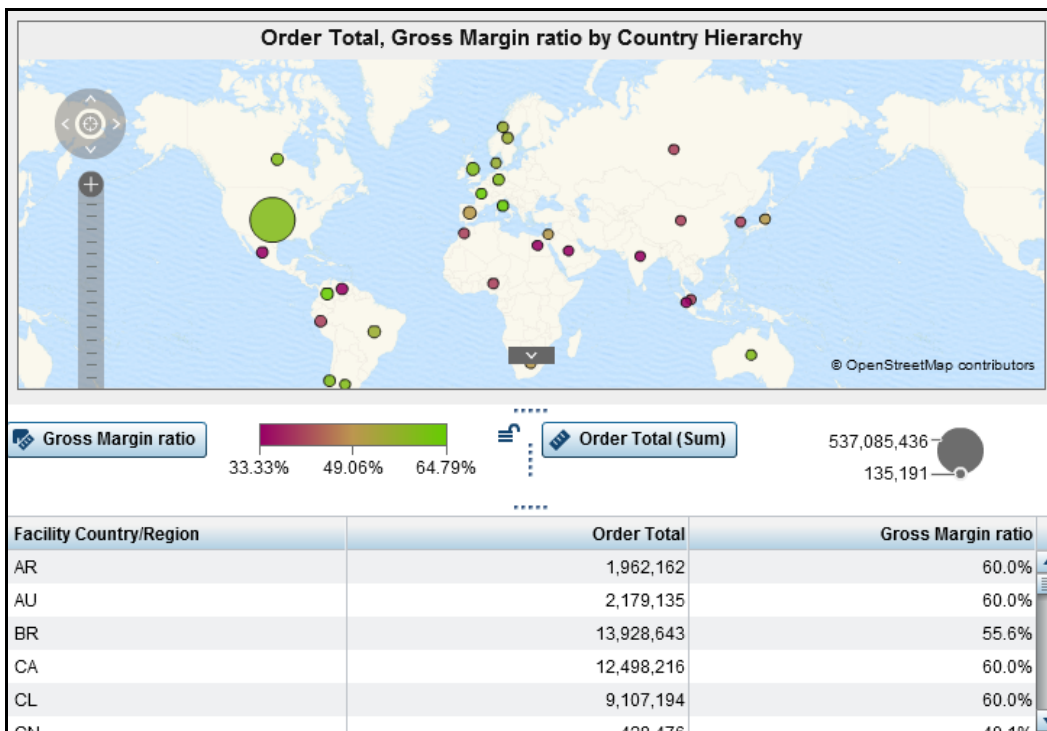 Order Total, Gross Margin ratio by Country Hierarchy
© OpenStreetMap contributors
Gross Margin ratio
33.33% 49.06% 64.79%
Order Total (Sum)
537,085,436
135,191
Facility Country/Region Order Total Gross Margin ratio
AR 1,962,162 60.0%
AU 2,179,135 60.0%
BR 13,928,643 55.6%
CA 12,498,216 60.0%
CL 9,107,194 60.0%